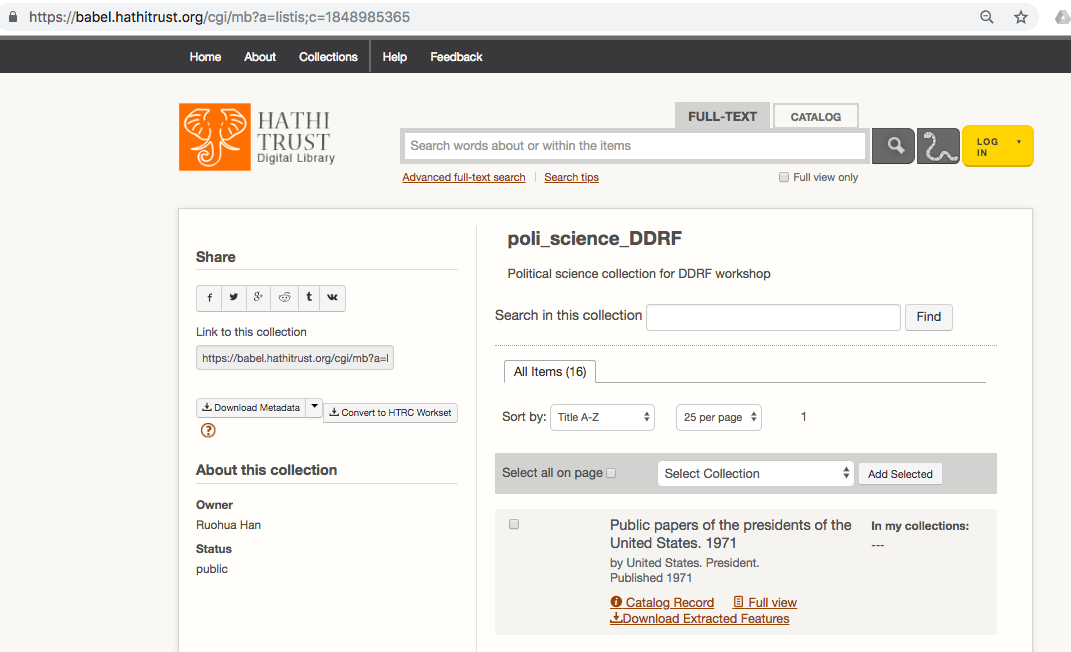 https://babel.hathitrust.org/cgi/mb?a=listis;c=1848985365
Home About Collections Help Feedback
HATHI
TRUST
Digital Library
FULL-TEXT CATALOG
Search words about or within the items
LOG
IN
Advanced full-text search Search tips Full view only
Share
f g+ t
Link to this collection
https://babel.hathitrust.org/cgi/mb?a=l
Download Metadata Convert to HTRC Workset
?
About this collection
Owner
Ruohua Han
Status
public
poli_science_DDRF
Political science collection for DDRF workshop
Search in this collection Find
All Items (16)
Sort by: Title A-Z 25 per page 1
Select all on page Select Collection Add Selected
Public papers of the presidents of the
United States. 1971
by United States. President.
Published 1971
Catalog Record Full view
Download Extracted Features
In my collections:
---